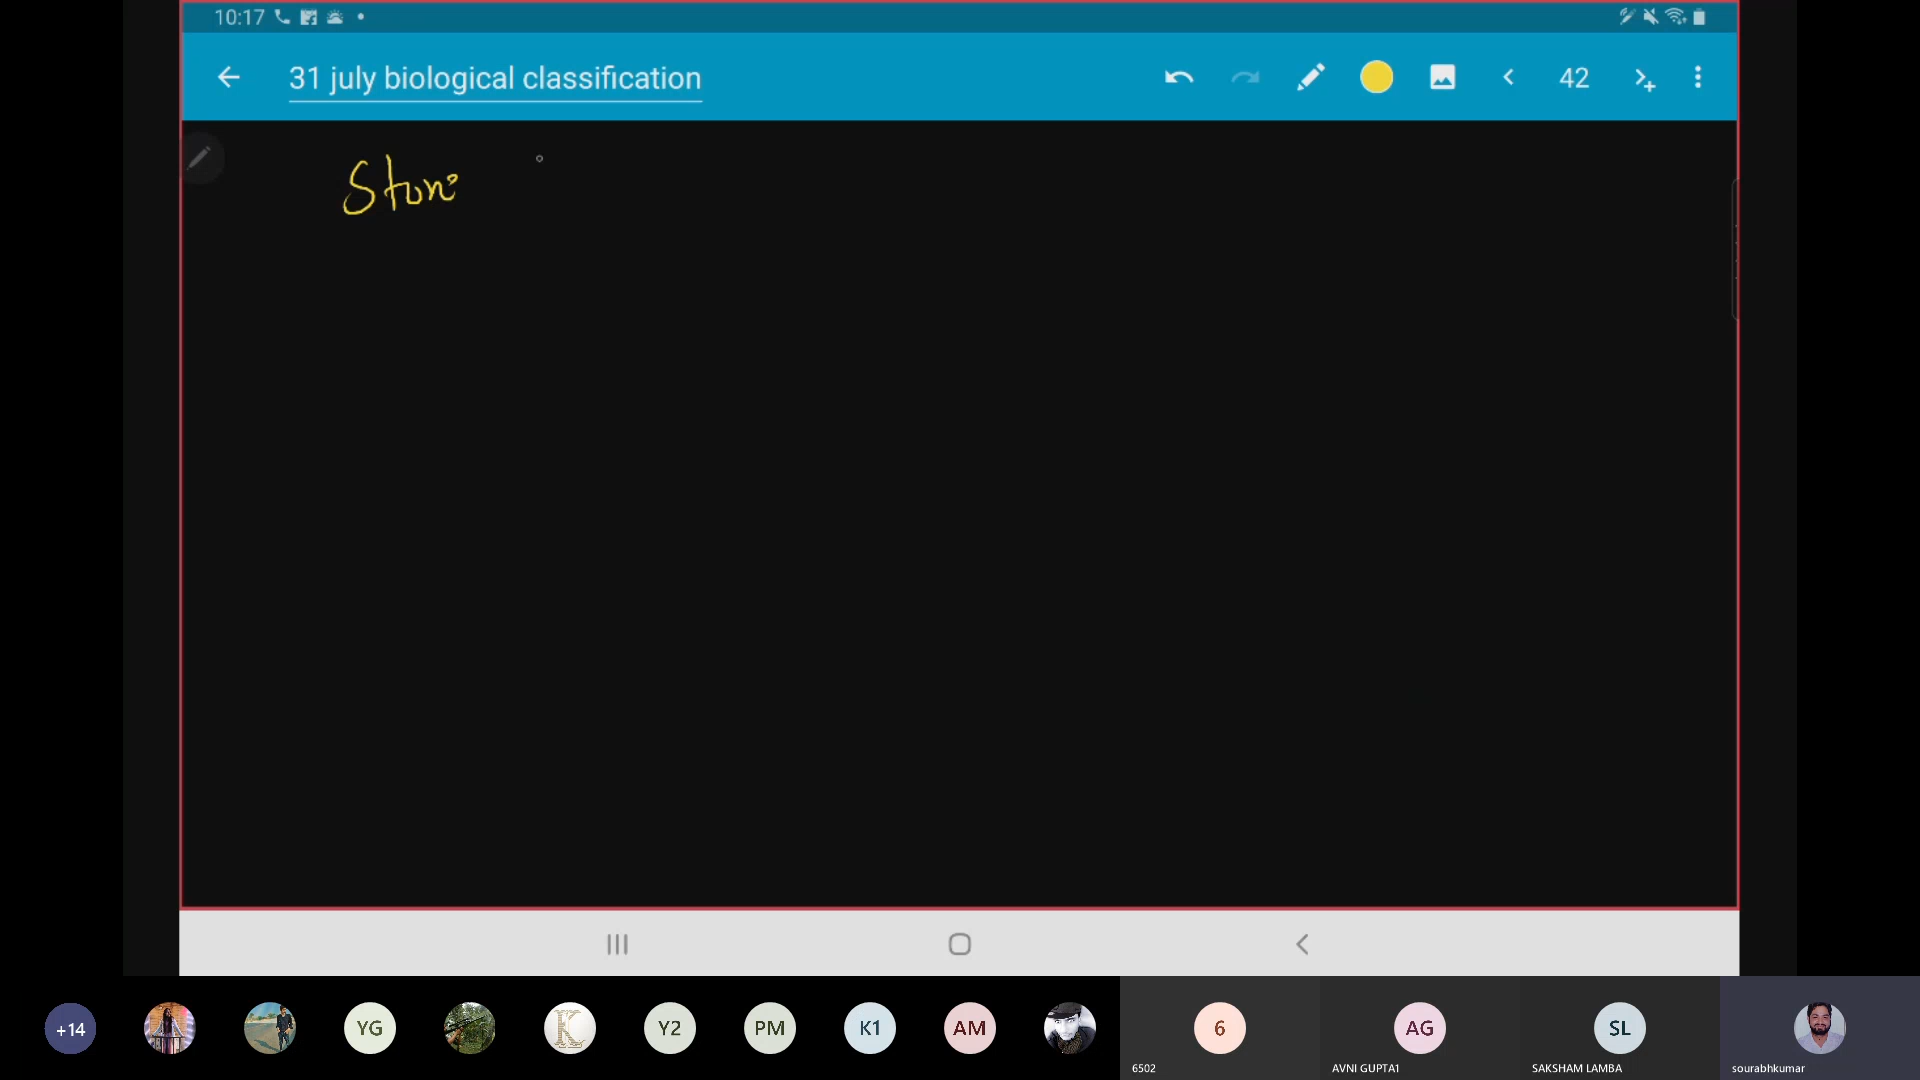 10:17
31 july biological classification
42
Ston
+14
YG
K
Y2
PM
K1
AM
6
AG
SL
6502
AVNI GUPTA1
SAKSHAM LAMBA
sourabhkumar